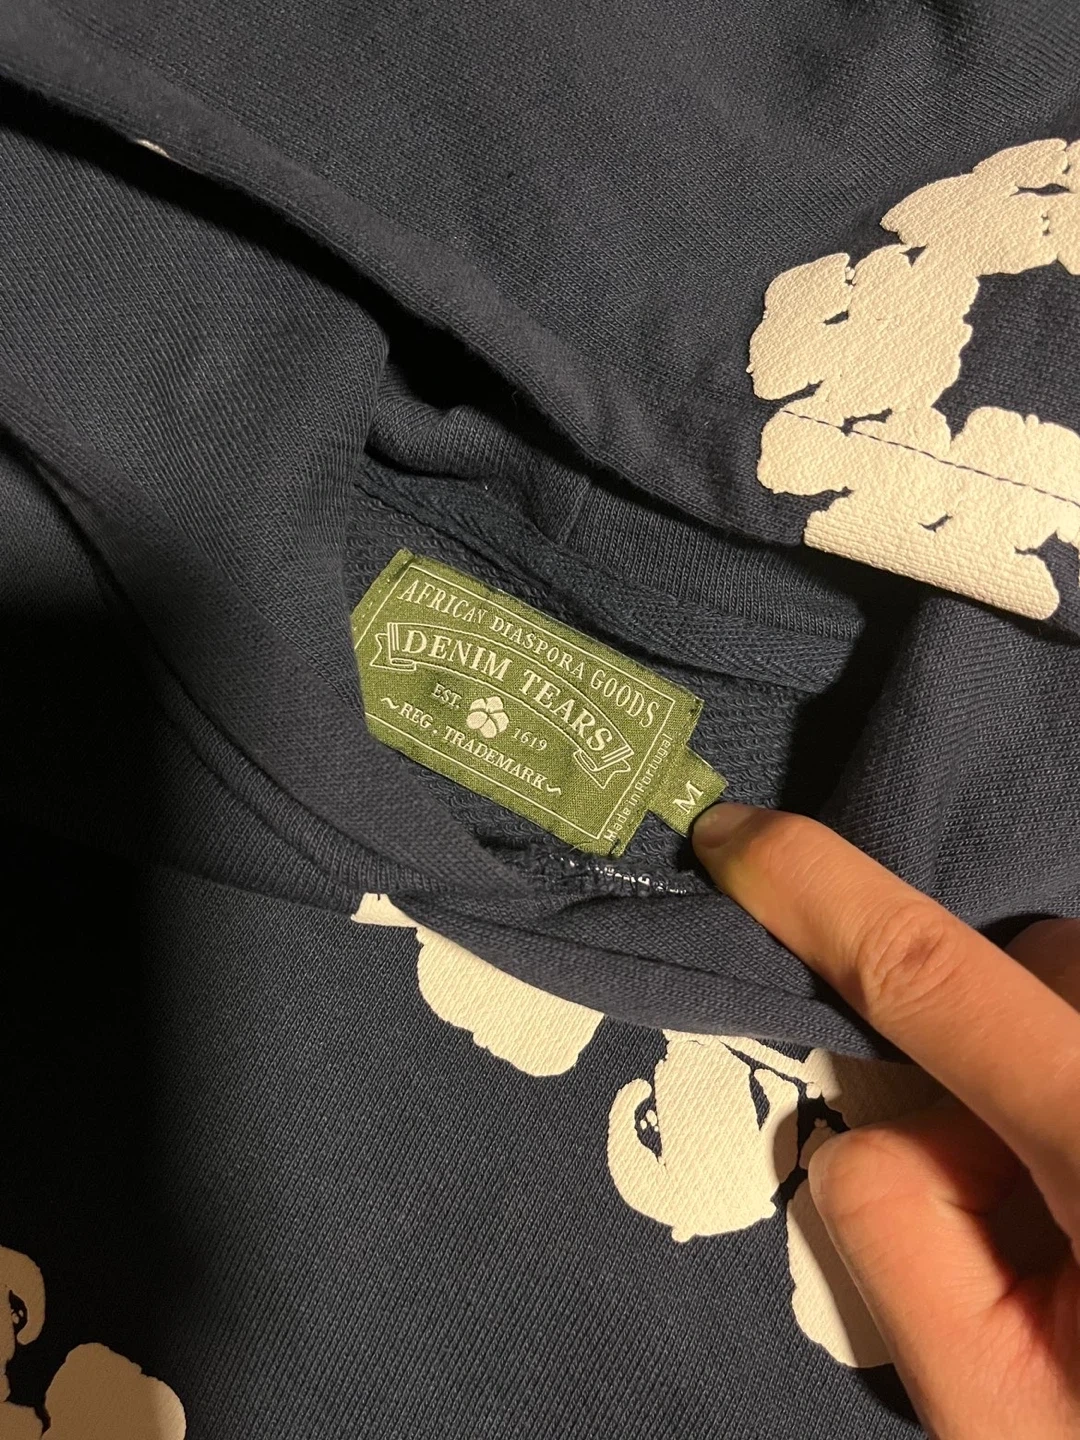 AFRICAN DIASPORA GOODS
DENIM TEARS
EST. 1619
~REG. TRADEMARK~
Made in Portugal
M